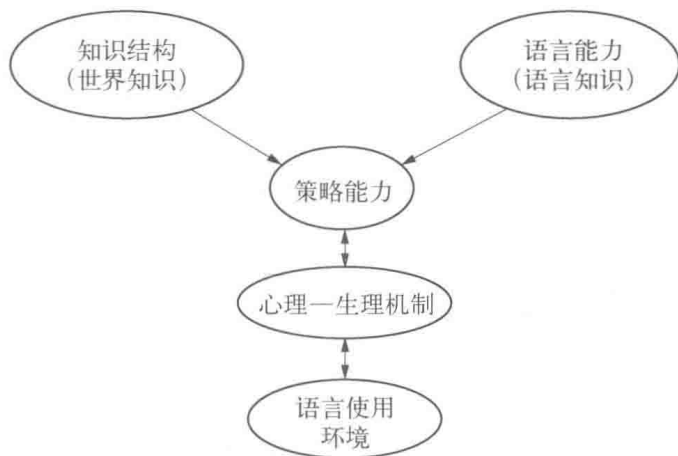 知识结构
（世界知识）
语言能力
（语言知识）
策略能力
心理—生理机制
语言使用
环境